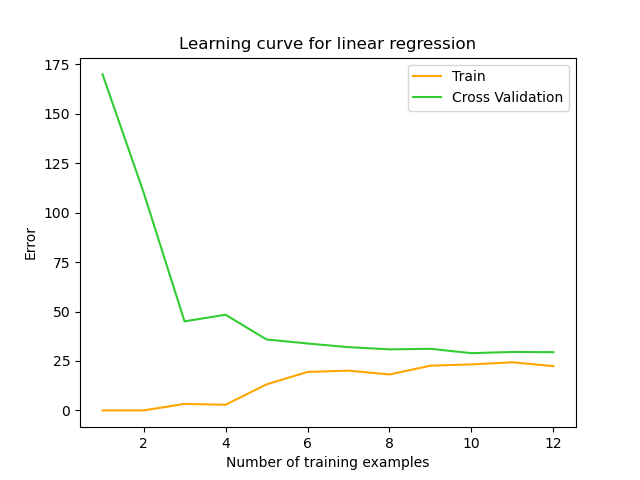 Learning curve for linear regression
Train
Cross Validation
175
150
125
100
75
50
25
0
Error
2
4
6
8
10
12
Number of training examples